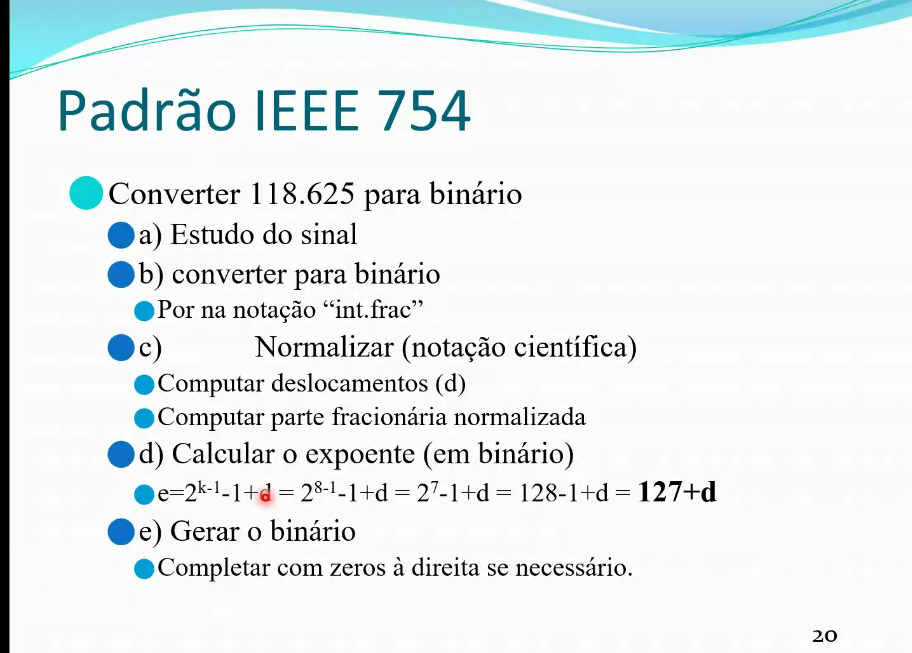 Padrão IEEE 754
Converter 118.625 para binário
a) Estudo do sinal
b) converter para binário
Por na notação “int.frac”
c) Normalizar (notação científica)
Computar deslocamentos (d)
Computar parte fracionária normalizada
d) Calcular o expoente (em binário)
e=2^{k-1}-1+d = 2^{8-1}-1+d = 2^{7}-1+d = 128-1+d = 127+d
e) Gerar o binário
Completar com zeros à direita se necessário.
20